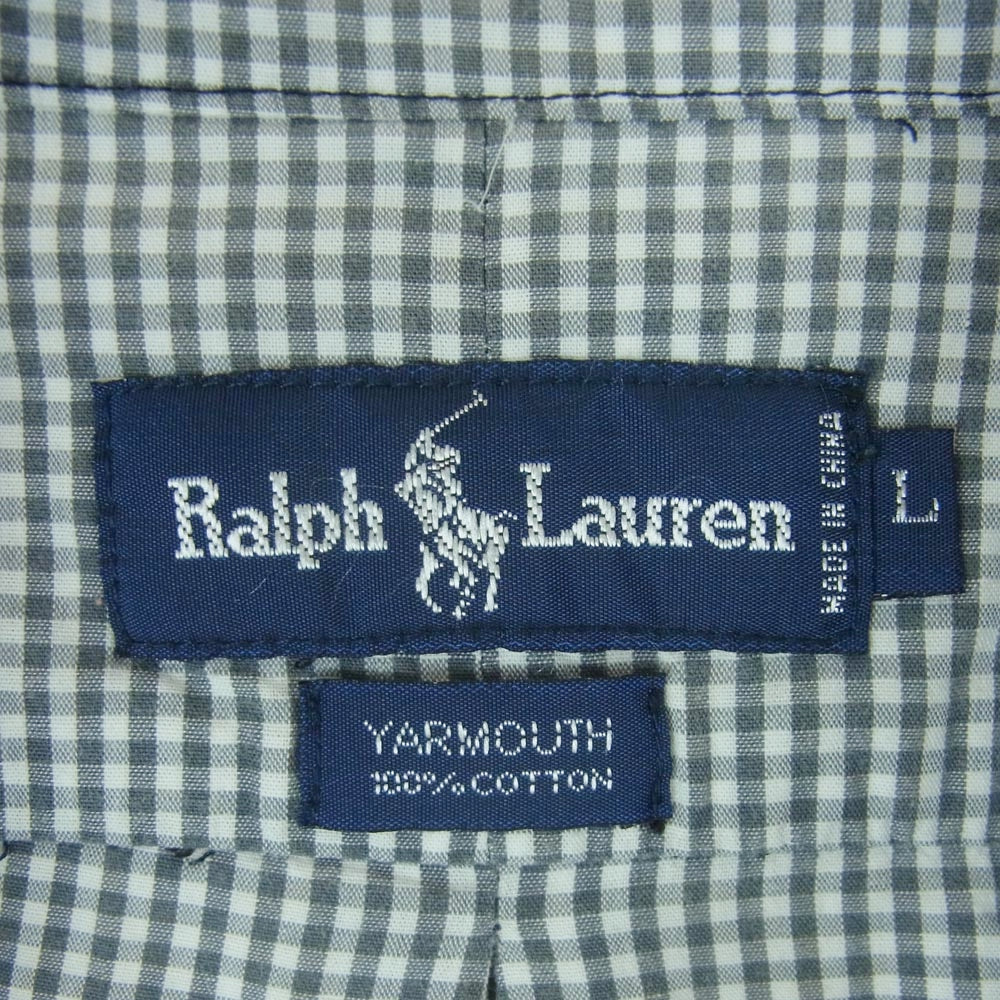 Ralph Lauren
MADE IN CHINA
L
YARMOUTH
100% COTTON